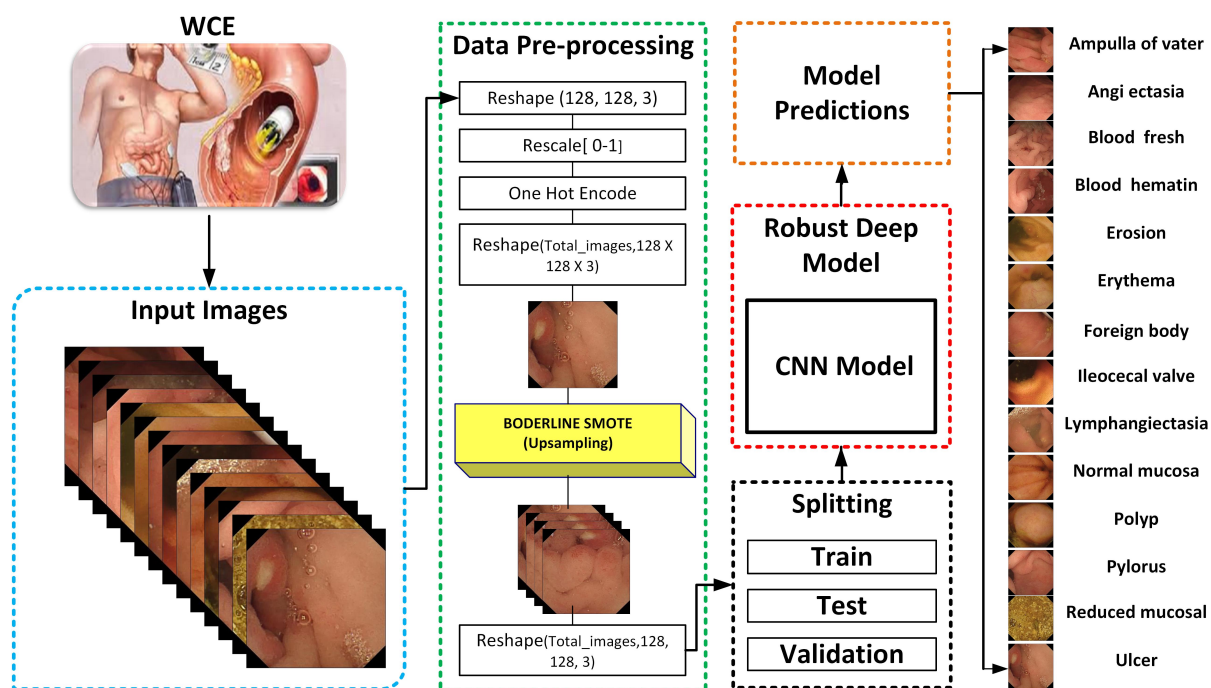 WCE
Input Images
Data Pre-processing
Reshape (128, 128, 3)
Rescale[ 0-1]
One Hot Encode
Reshape(Total_images,128 X
128 X 3)
BODERLINE SMOTE
(Upsampling)
Reshape(Total_images,128,
128, 3)
Splitting
Train
Test
Validation
Robust Deep
Model
CNN Model
Model
Predictions
Ampulla of vater
Angi ectasia
Blood fresh
Blood hematin
Erosion
Erythema
Foreign body
Ileocecal valve
Lymphangiectasia
Normal mucosa
Polyp
Pylorus
Reduced mucosal
Ulcer